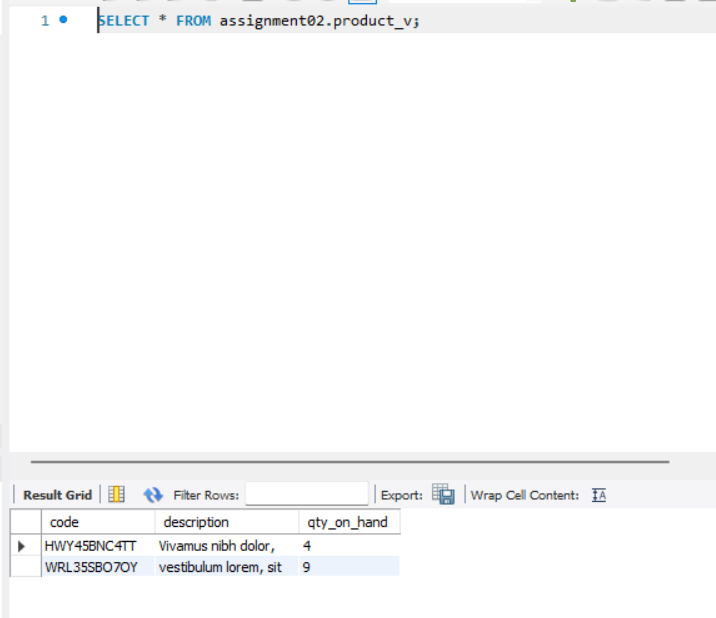 1 SELECT * FROM assignment02.product_v;
Result Grid Filter Rows: Export: Wrap Cell Content: IA
code description qty_on_hand
HWY45BNC4TT Vivamus nibh dolor, 4
WRL35SBO7OY vestibulum lorem, sit 9